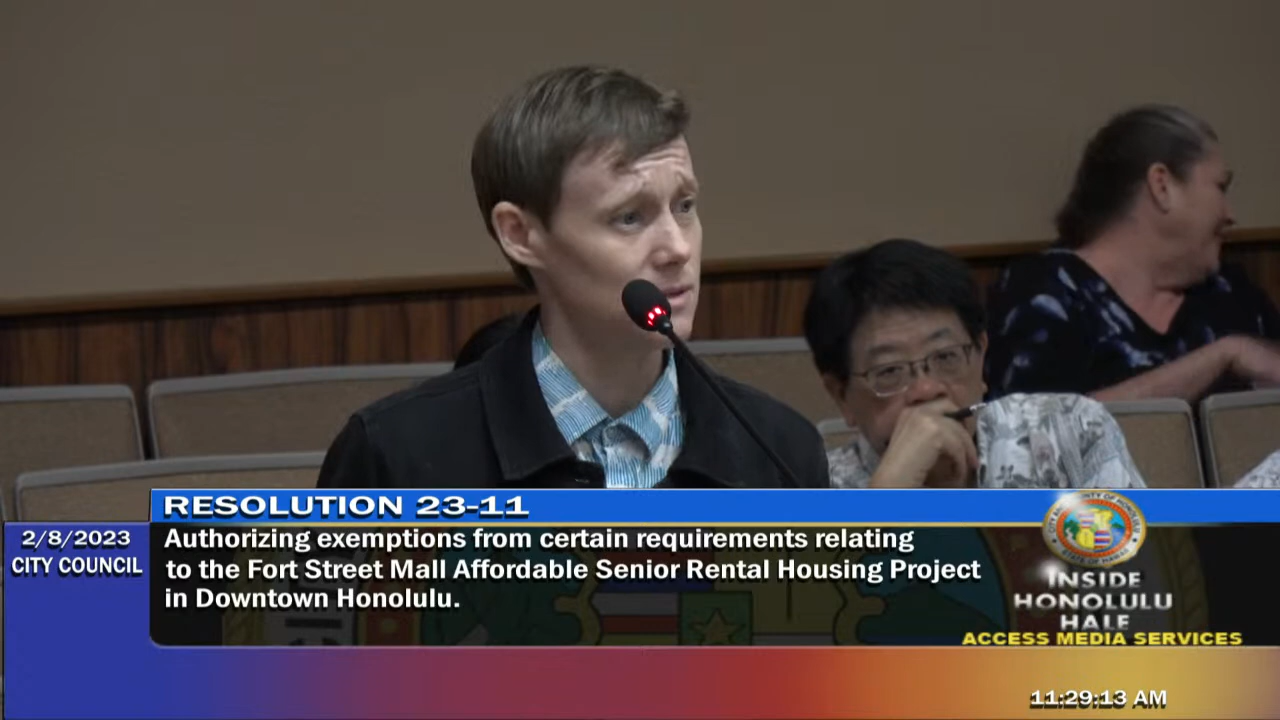 RESOLUTION 23-11
2/8/2023
CITY COUNCIL
Authorizing exemptions from certain requirements relating
to the Fort Street Mall Affordable Senior Rental Housing Project
in Downtown Honolulu.
INSIDE
HONOLULU
HALE
ACCESS MEDIA SERVICES
11:29:13 AM